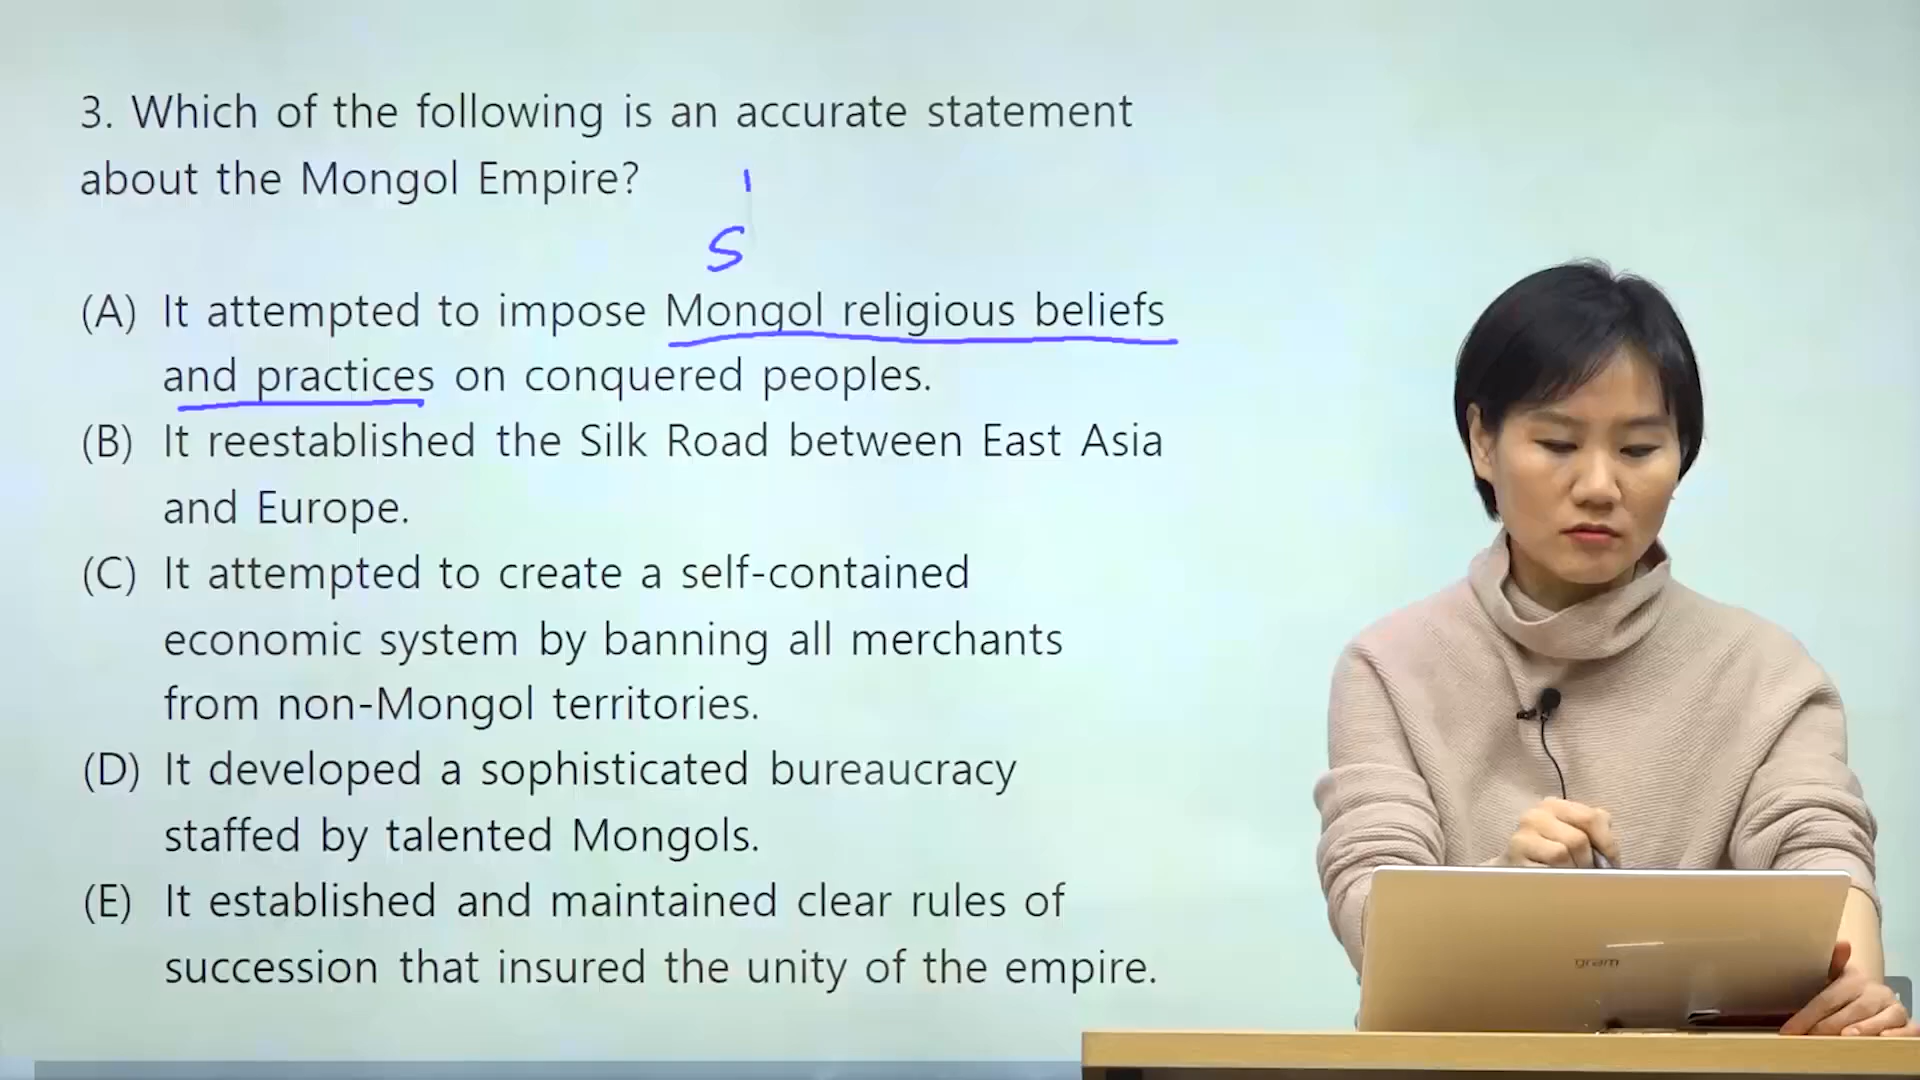 3. Which of the following is an accurate statement
about the Mongol Empire?
S
(A) It attempted to impose Mongol religious beliefs
and practices on conquered peoples.
(B) It reestablished the Silk Road between East Asia
and Europe.
(C) It attempted to create a self-contained
economic system by banning all merchants
from non-Mongol territories.
(D) It developed a sophisticated bureaucracy
staffed by talented Mongols.
(E) It established and maintained clear rules of
succession that insured the unity of the empire.
gram